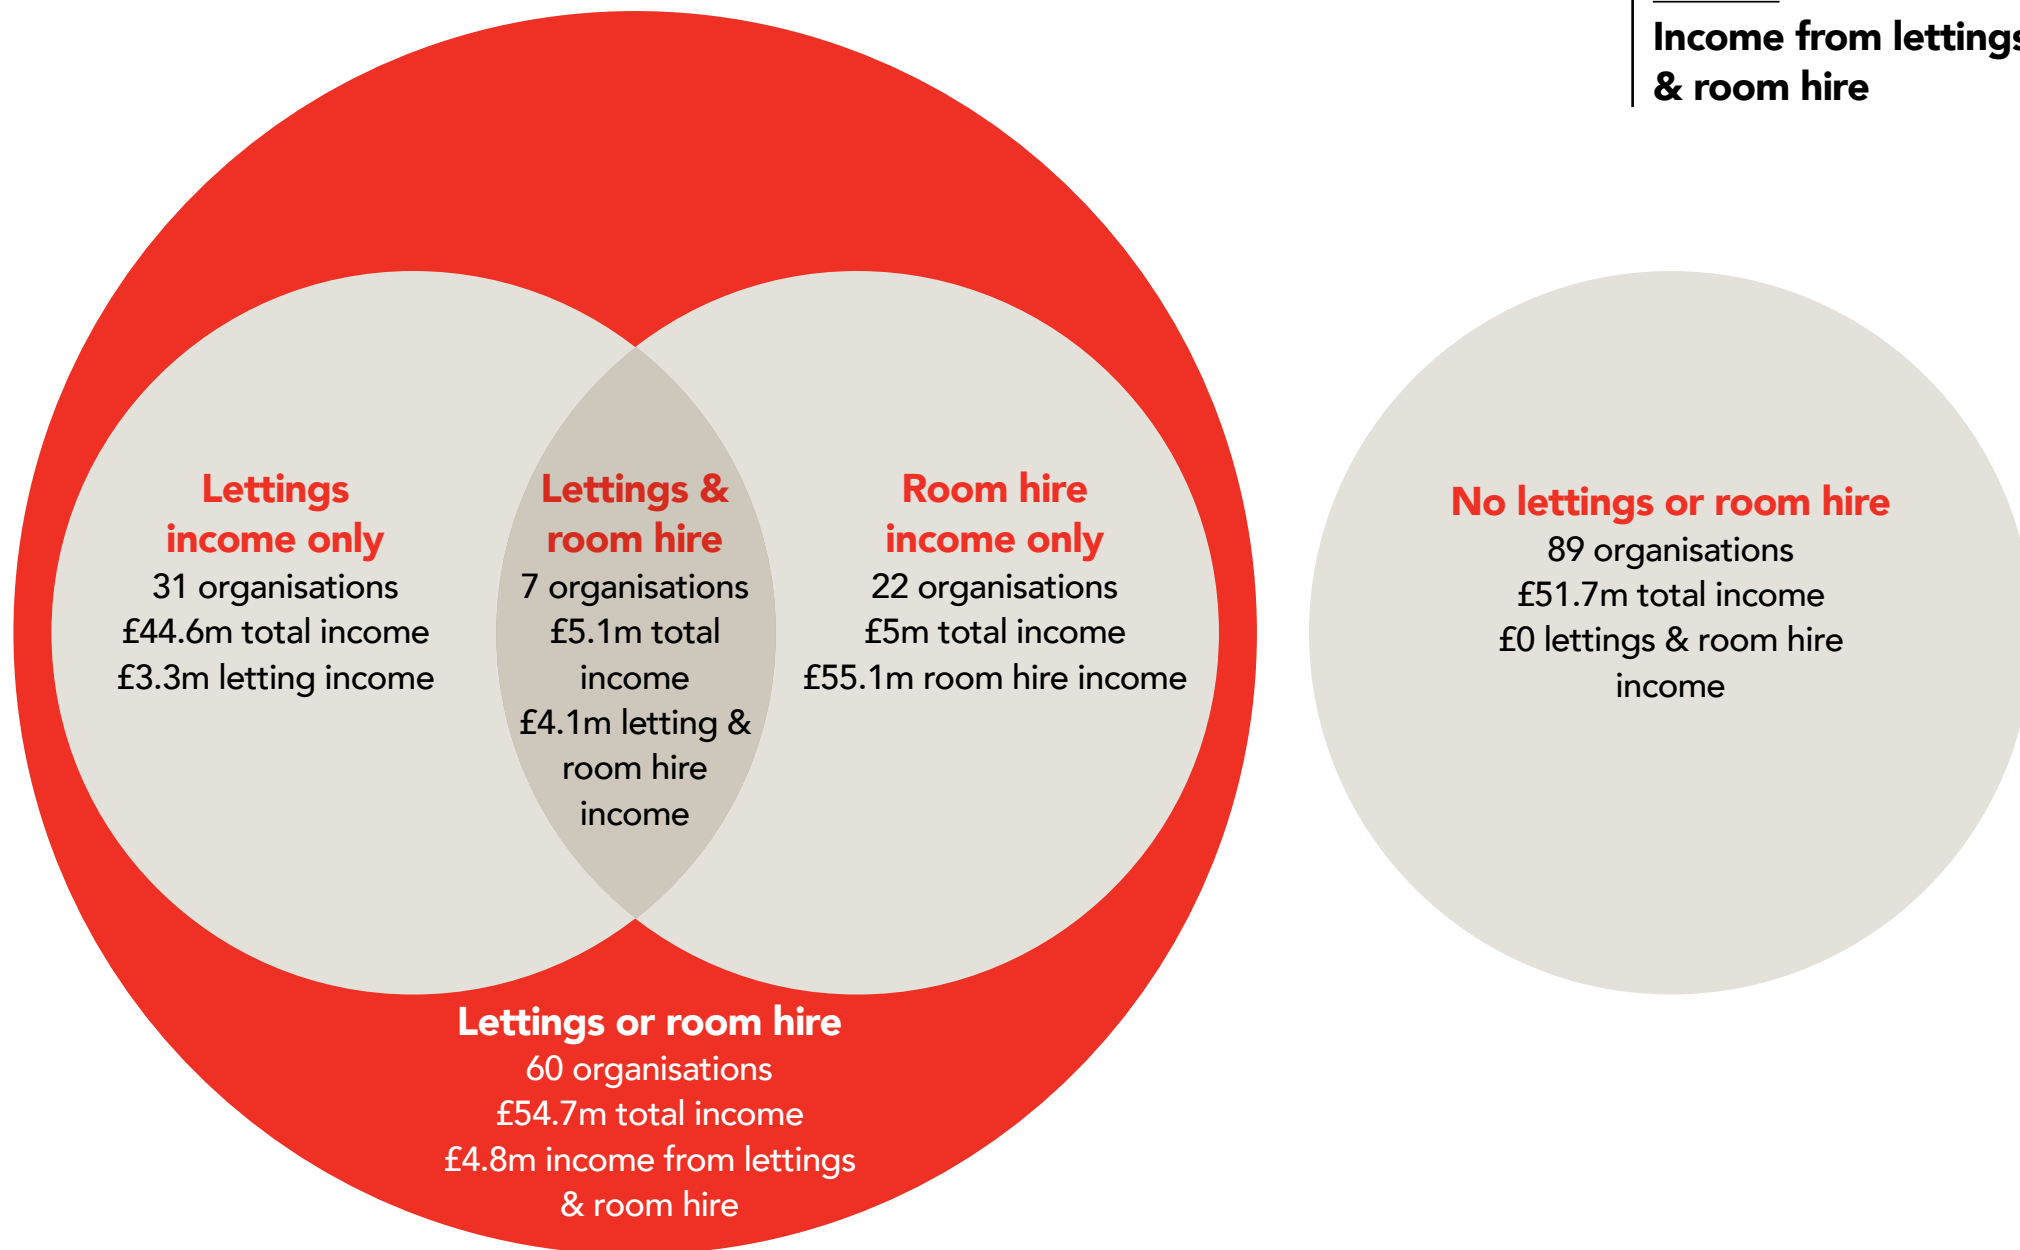 Income from lettings
& room hire
Lettings
income only
31 organisations
£44.6m total income
£3.3m letting income
Lettings &
room hire
7 organisations
£5.1m total
income
£4.1m letting &
room hire
income
Room hire
income only
22 organisations
£5m total income
£55.1m room hire income
No lettings or room hire
89 organisations
£51.7m total income
£0 lettings & room hire
income
Lettings or room hire
60 organisations
£54.7m total income
£4.8m income from lettings
& room hire